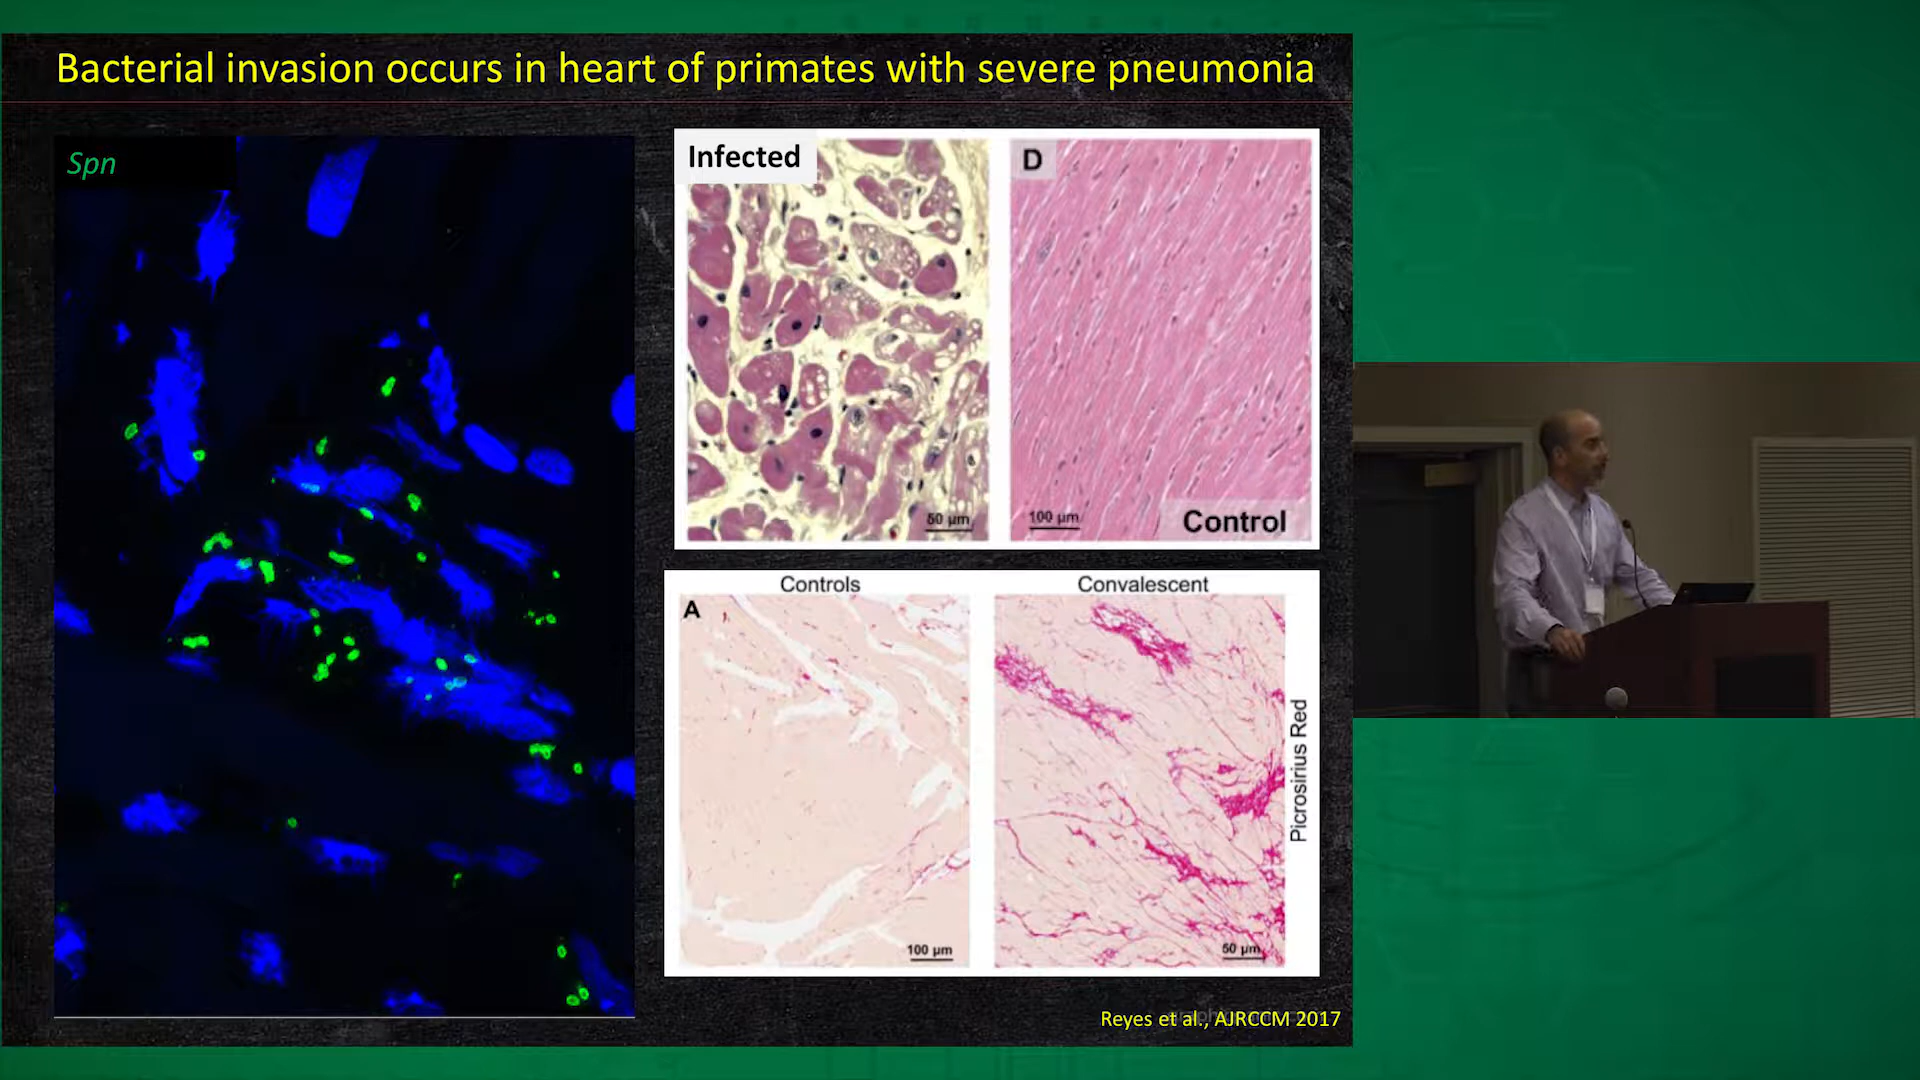 Bacterial invasion occurs in heart of primates with severe pneumonia
Spn
Infected
D
50 µm
100 µm
Control
Controls
Convalescent
A
Picrosirius Red
100 µm
50 µm
Reyes et al., AJRCCM 2017